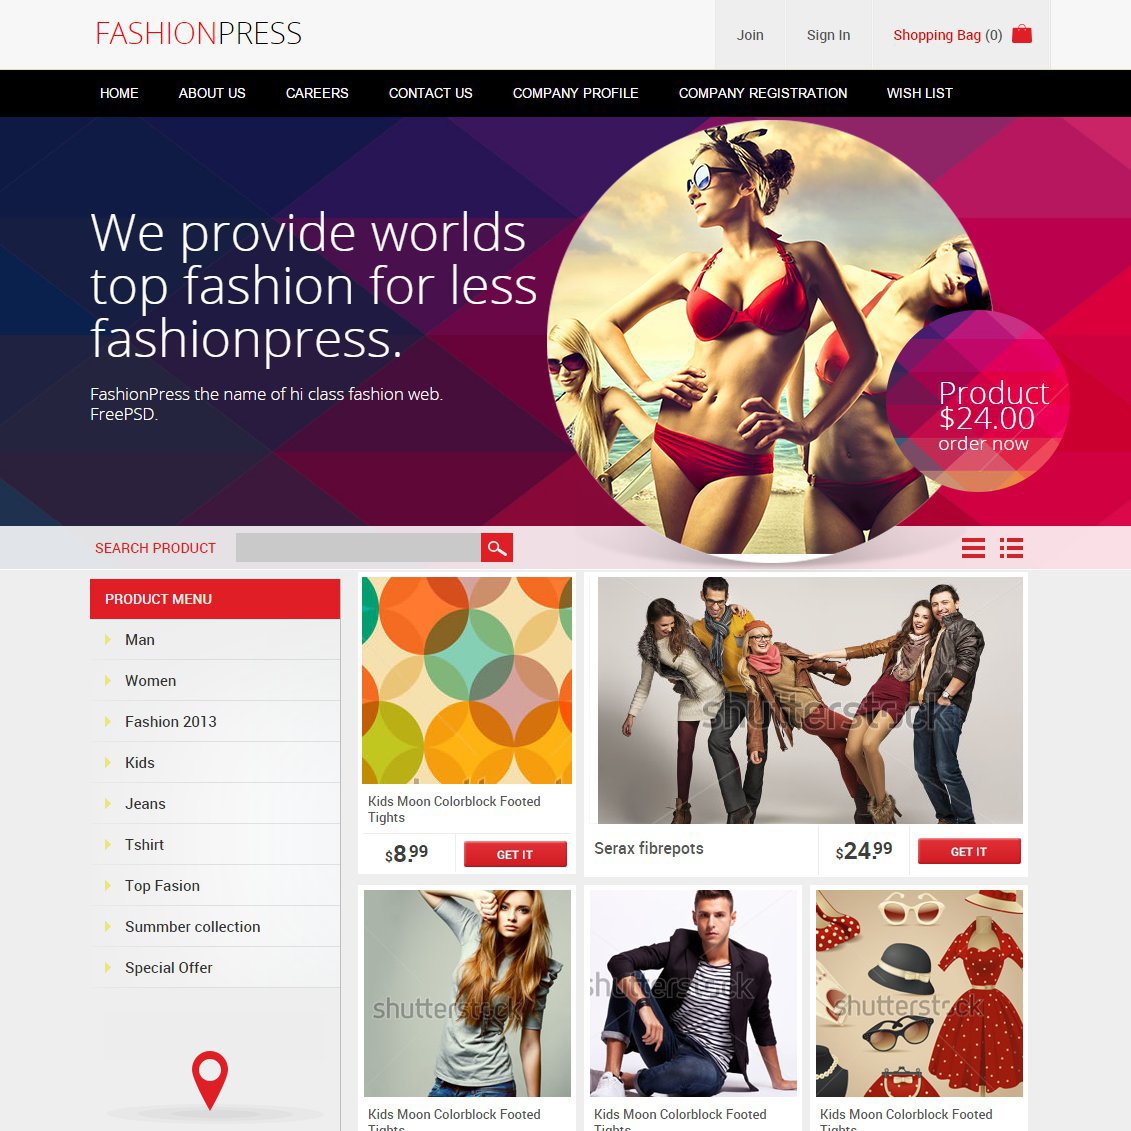 FASHIONPRESS
Join
Sign In
Shopping Bag (0)
HOME
ABOUT US
CAREERS
CONTACT US
COMPANY PROFILE
COMPANY REGISTRATION
WISH LIST
We provide worlds
top fashion for less
fashionpress.
FashionPress the name of hi class fashion web.
FreePSD.
Product
$24.00
order now
SEARCH PRODUCT
PRODUCT MENU
Man
Women
Fashion 2013
Kids
Jeans
Tshirt
Top Fasion
Summber collection
Special Offer
Kids Moon Colorblock Footed
Tights
$8.99
GET IT
shutterstock
Serax fibrepots
$24.99
GET IT
shutterstock
Kids Moon Colorblock Footed
Tights
shutterstock
Kids Moon Colorblock Footed
Tights
shutterstock
Kids Moon Colorblock Footed
Tights